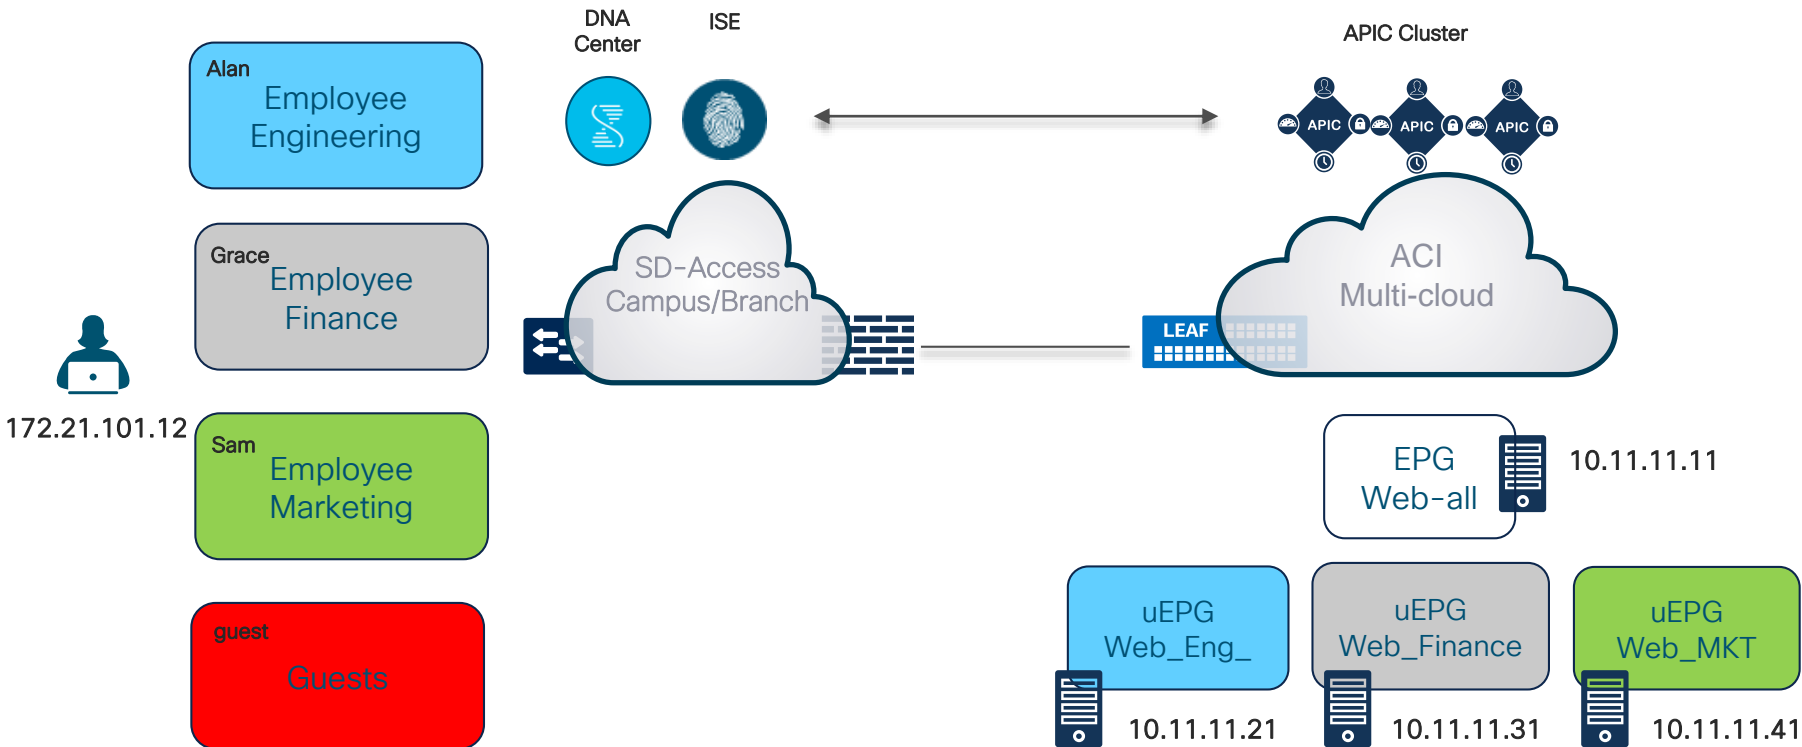 DNA
Center
ISE
APIC Cluster
Alan
Employee
Engineering
APIC
APIC
APIC
Grace
Employee
Finance
SD-Access
Campus/Branch
ACI
Multi-cloud
LEAF
172.21.101.12
Sam
Employee
Marketing
EPG
Web-all
10.11.11.11
guest
Guests
uEPG
Web_Eng_
uEPG
Web_Finance
uEPG
Web_MKT
10.11.11.21
10.11.11.31
10.11.11.41